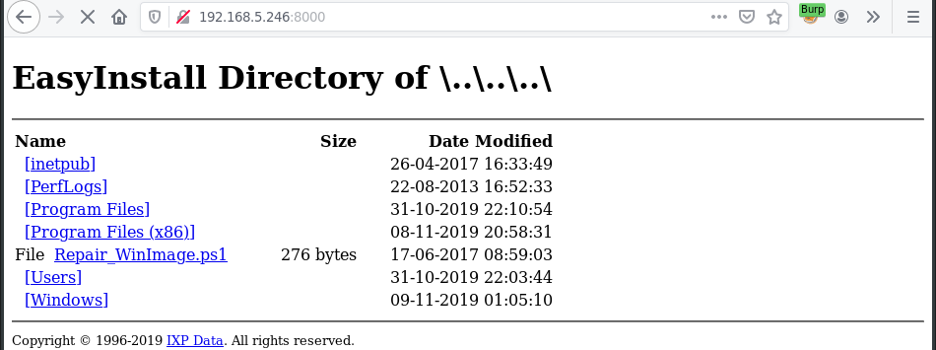 192.168.5.246:8000
Burp
EasyInstall Directory of \..\..\..\
Name Size Date Modified
[inetpub] 26-04-2017 16:33:49
[PerfLogs] 22-08-2013 16:52:33
[Program Files] 31-10-2019 22:10:54
[Program Files (x86)] 08-11-2019 20:58:31
File Repair_WinImage.ps1 276 bytes 17-06-2017 08:59:03
[Users] 31-10-2019 22:03:44
[Windows] 09-11-2019 01:05:10
Copyright © 1996-2019 IXP Data. All rights reserved.